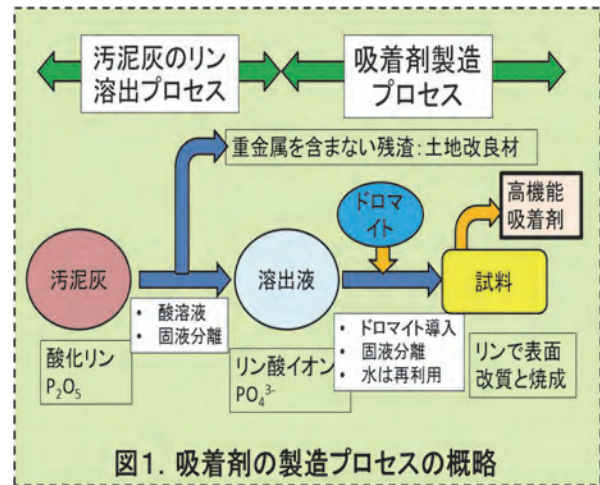 汚泥灰のリン
溶出プロセス
吸着剤製造
プロセス
重金属を含まない残渣:土地改良材
ドロマ
イト
高機能
吸着剤
汚泥灰
溶出液
試料
• 酸溶液
• 固液分離
• ドロマイト導入
• 固液分離
• 水は再利用
酸化リン
P₂O₅
リン酸イオン
PO₄³⁻
リンで表面
改質と焼成
図1. 吸着剤の製造プロセスの概略